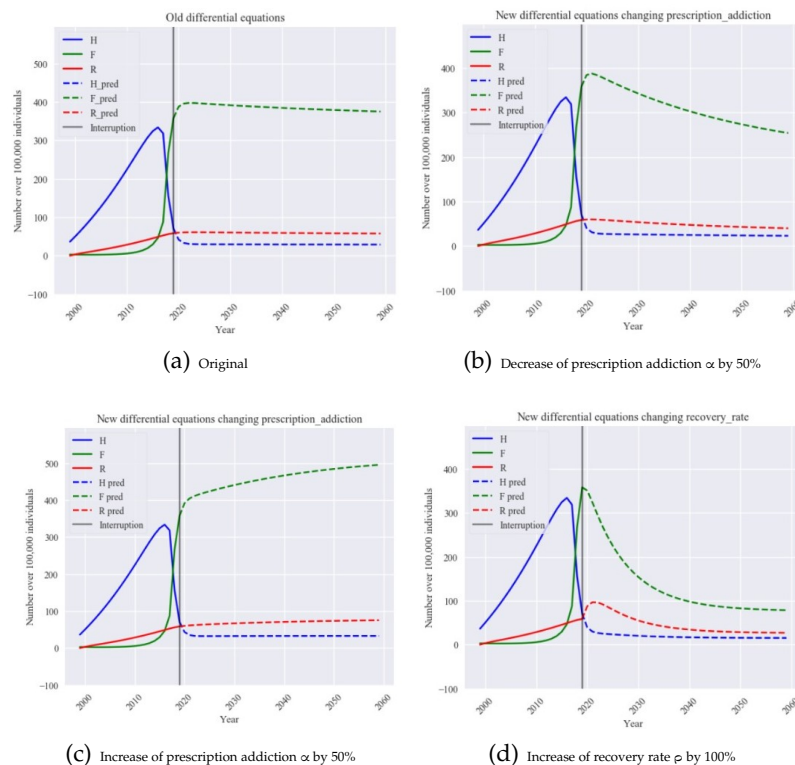 Old differential equations
H
F
R
H_pred
F_pred
R_pred
Interruption
Number over 100,000 individuals
500
400
300
200
100
0
−100
2000
2010
2020
2030
2040
2050
2060
Year
(a) Original
New differential equations changing prescription_addiction
H
F
R
H pred
F pred
R pred
Interruption
Number over 100,000 individuals
400
300
200
100
0
−100
2000
2010
2020
2030
2040
2050
2060
Year
(b) Decrease of prescription addiction α by 50%
New differential equations changing prescription_addiction
H
F
R
H pred
F pred
R pred
Interruption
Number over 100,000 individuals
500
400
300
200
100
0
−100
2000
2010
2020
2030
2040
2050
2060
Year
(c) Increase of prescription addiction α by 50%
New differential equations changing recovery_rate
H
F
R
H pred
F pred
R pred
Interruption
Number over 100,000 individuals
400
300
200
100
0
−100
2000
2010
2020
2030
2040
2050
2060
Year
(d) Increase of recovery rate ρ by 100%